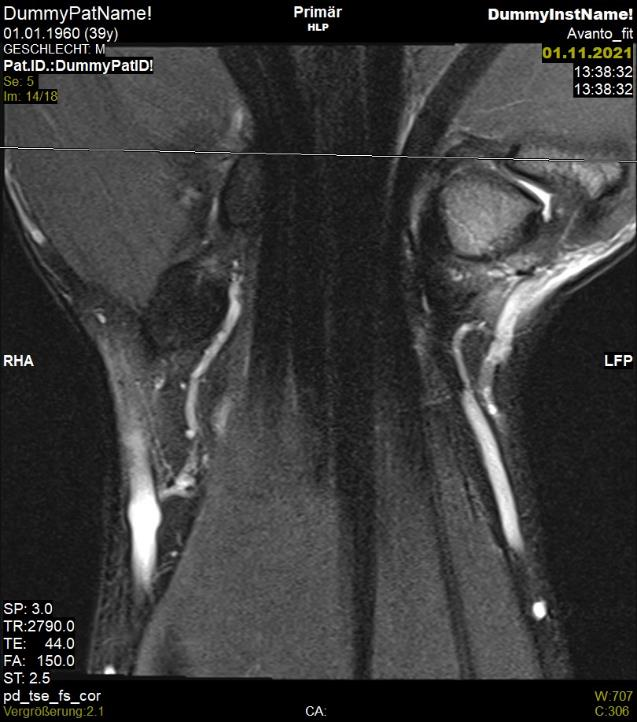 DummyPatName!
01.01.1960 (39y)
GESCHLECHT: M
Pat.ID.:DummyPatID!
Se: 5
Im: 14/18
Primär
HLP
DummyInstName!
Avanto_fit
01.11.2021
13:38:32
13:38:32
RHA
LFP
SP: 3.0
TR:2790.0
TE: 44.0
FA: 150.0
ST: 2.5
pd_tse_fs_cor
Vergrößerung:2.1
CA:
W:707
C:306